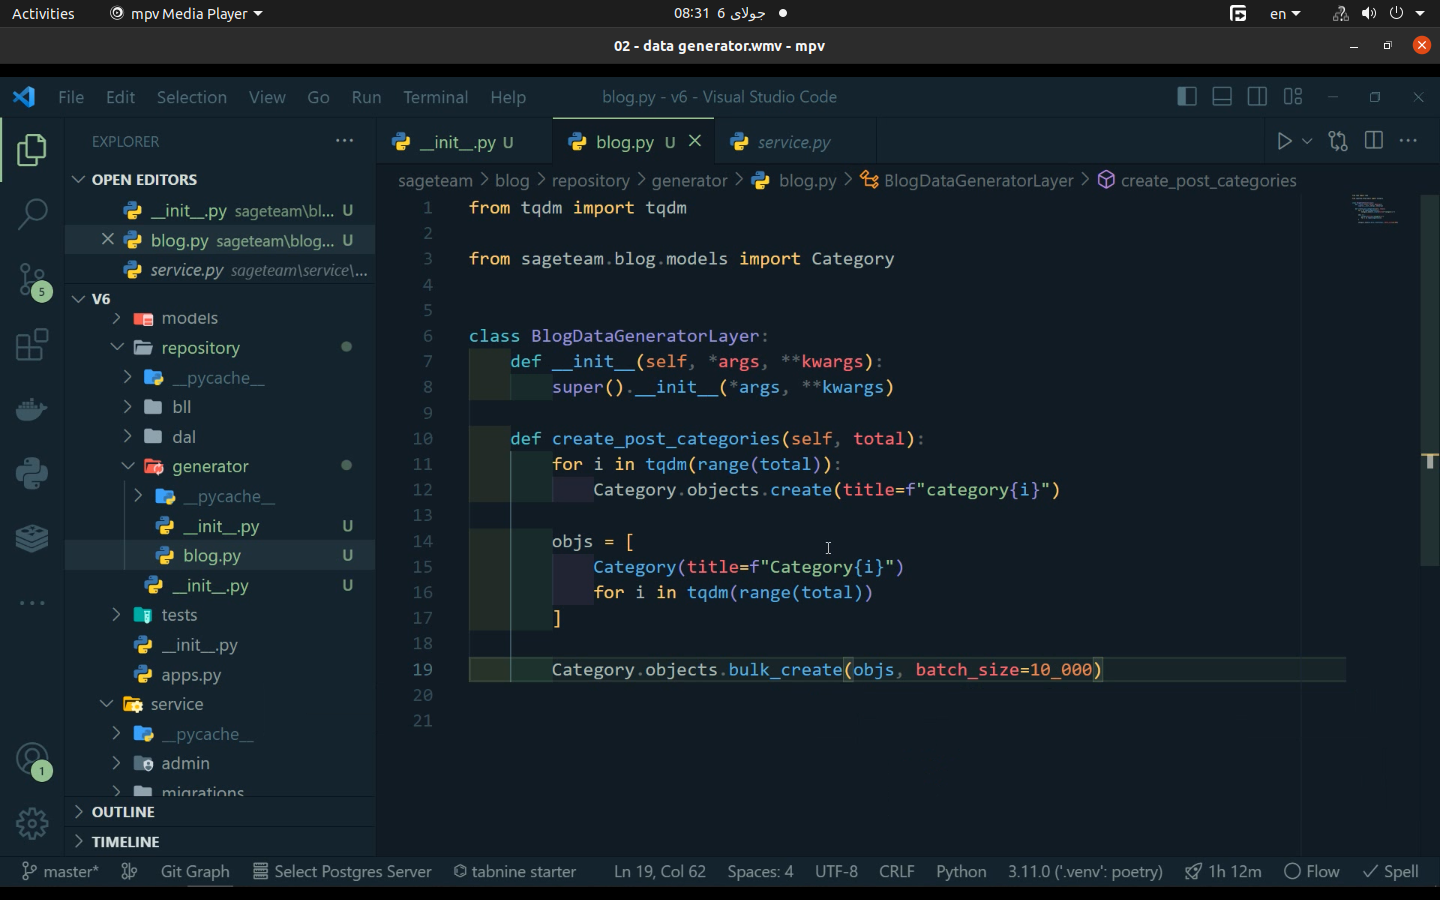 Activities mpv Media Player 08:31 6 جولای en
02 - data generator.wmv - mpv
File Edit Selection View Go Run Terminal Help blog.py - v6 - Visual Studio Code
EXPLORER
OPEN EDITORS
__init__.py sageteam\bl... U
blog.py sageteam\blog... U
service.py sageteam\service\...
V6
models
repository
__pycache__
bll
dal
generator
__pycache__
__init__.py U
blog.py U
__init__.py U
tests
__init__.py
apps.py
service
__pycache__
admin
migrations
OUTLINE
TIMELINE
5
1
__init__.py U blog.py U service.py
sageteam > blog > repository > generator > blog.py > BlogDataGeneratorLayer > create_post_categories
1 from tqdm import tqdm
2
3 from sageteam.blog.models import Category
4
5
6 class BlogDataGeneratorLayer:
7 def __init__(self, *args, **kwargs):
8 super().__init__(*args, **kwargs)
9
10 def create_post_categories(self, total):
11 for i in tqdm(range(total)):
12 Category.objects.create(title=f"category{i}")
13
14 objs = [
15 Category(title=f"Category{i}")
16 for i in tqdm(range(total))
17 ]
18
19 Category.objects.bulk_create(objs, batch_size=10_000)
20
21
master* Git Graph Select Postgres Server tabnine starter Ln 19, Col 62 Spaces: 4 UTF-8 CRLF Python 3.11.0 ('.venv': poetry) 1h 12m Flow Spell